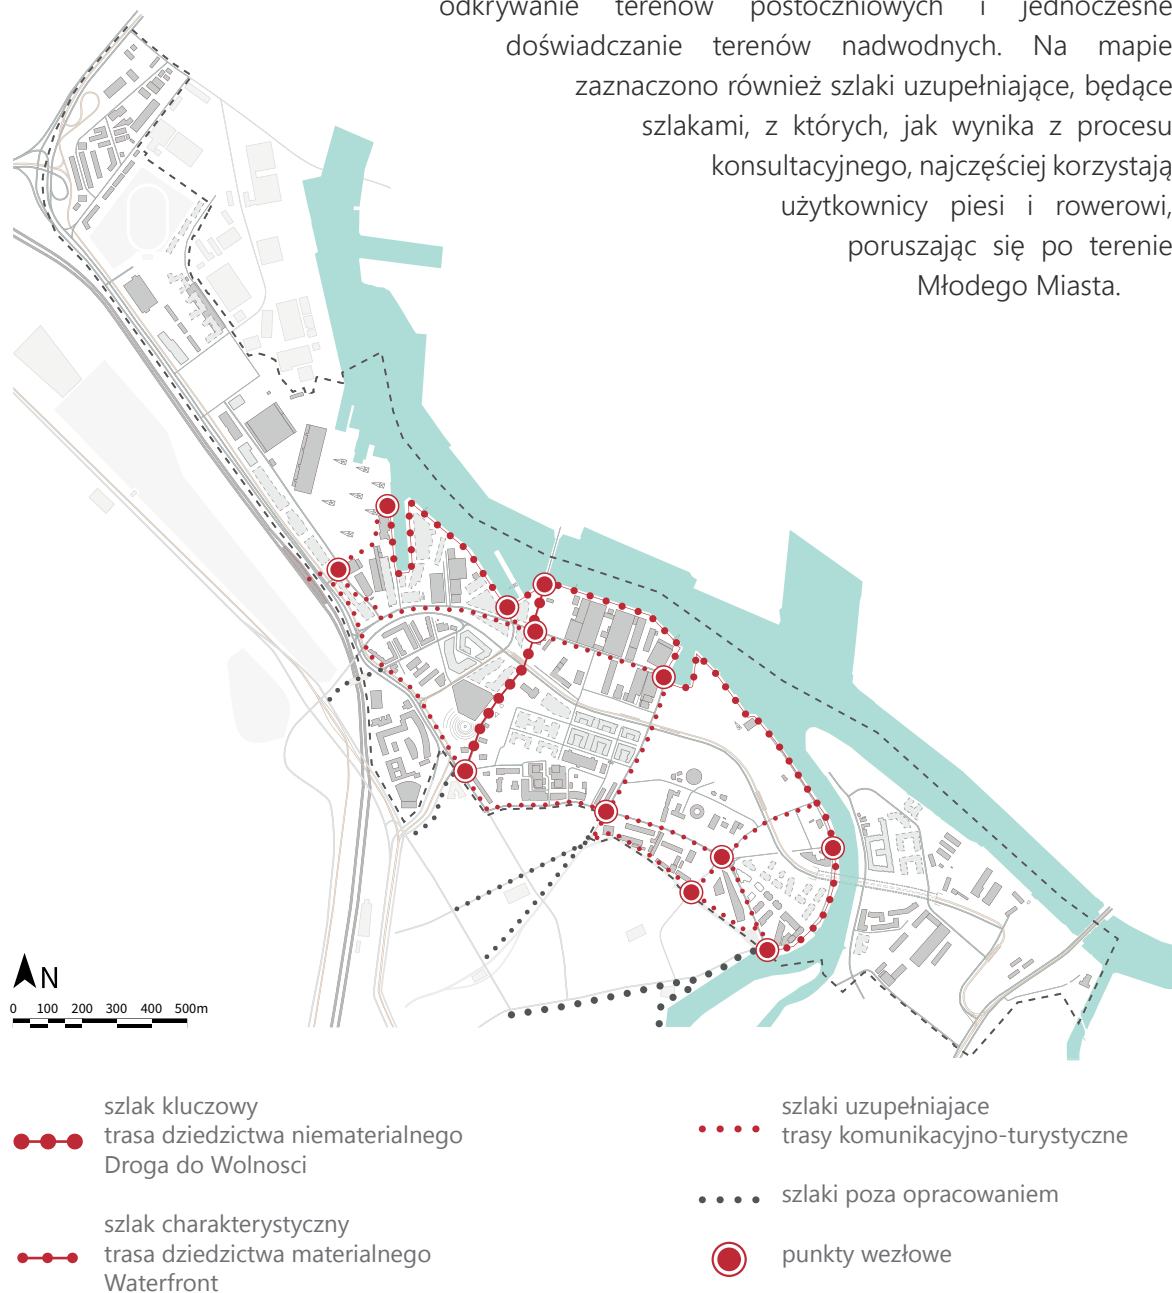 odkrywanie terenów postoczniowych i jednoczesne
doświadczanie terenów nadwodnych. Na mapie
zaznaczono również szlaki uzupełniające, będące
szlakami, z których, jak wynika z procesu
konsultacyjnego, najczęściej korzystają
użytkownicy piesi i rowerowi,
poruszając się po terenie
Młodego Miasta.
N
0 100 200 300 400 500m
szlak kluczowy
trasa dziedzictwa niematerialnego
Droga do Wolnosci
szlak charakterystyczny
trasa dziedzictwa materialnego
Waterfront
szlaki uzupełniajace
trasy komunikacyjno-turystyczne
szlaki poza opracowaniem
punkty wezłowe